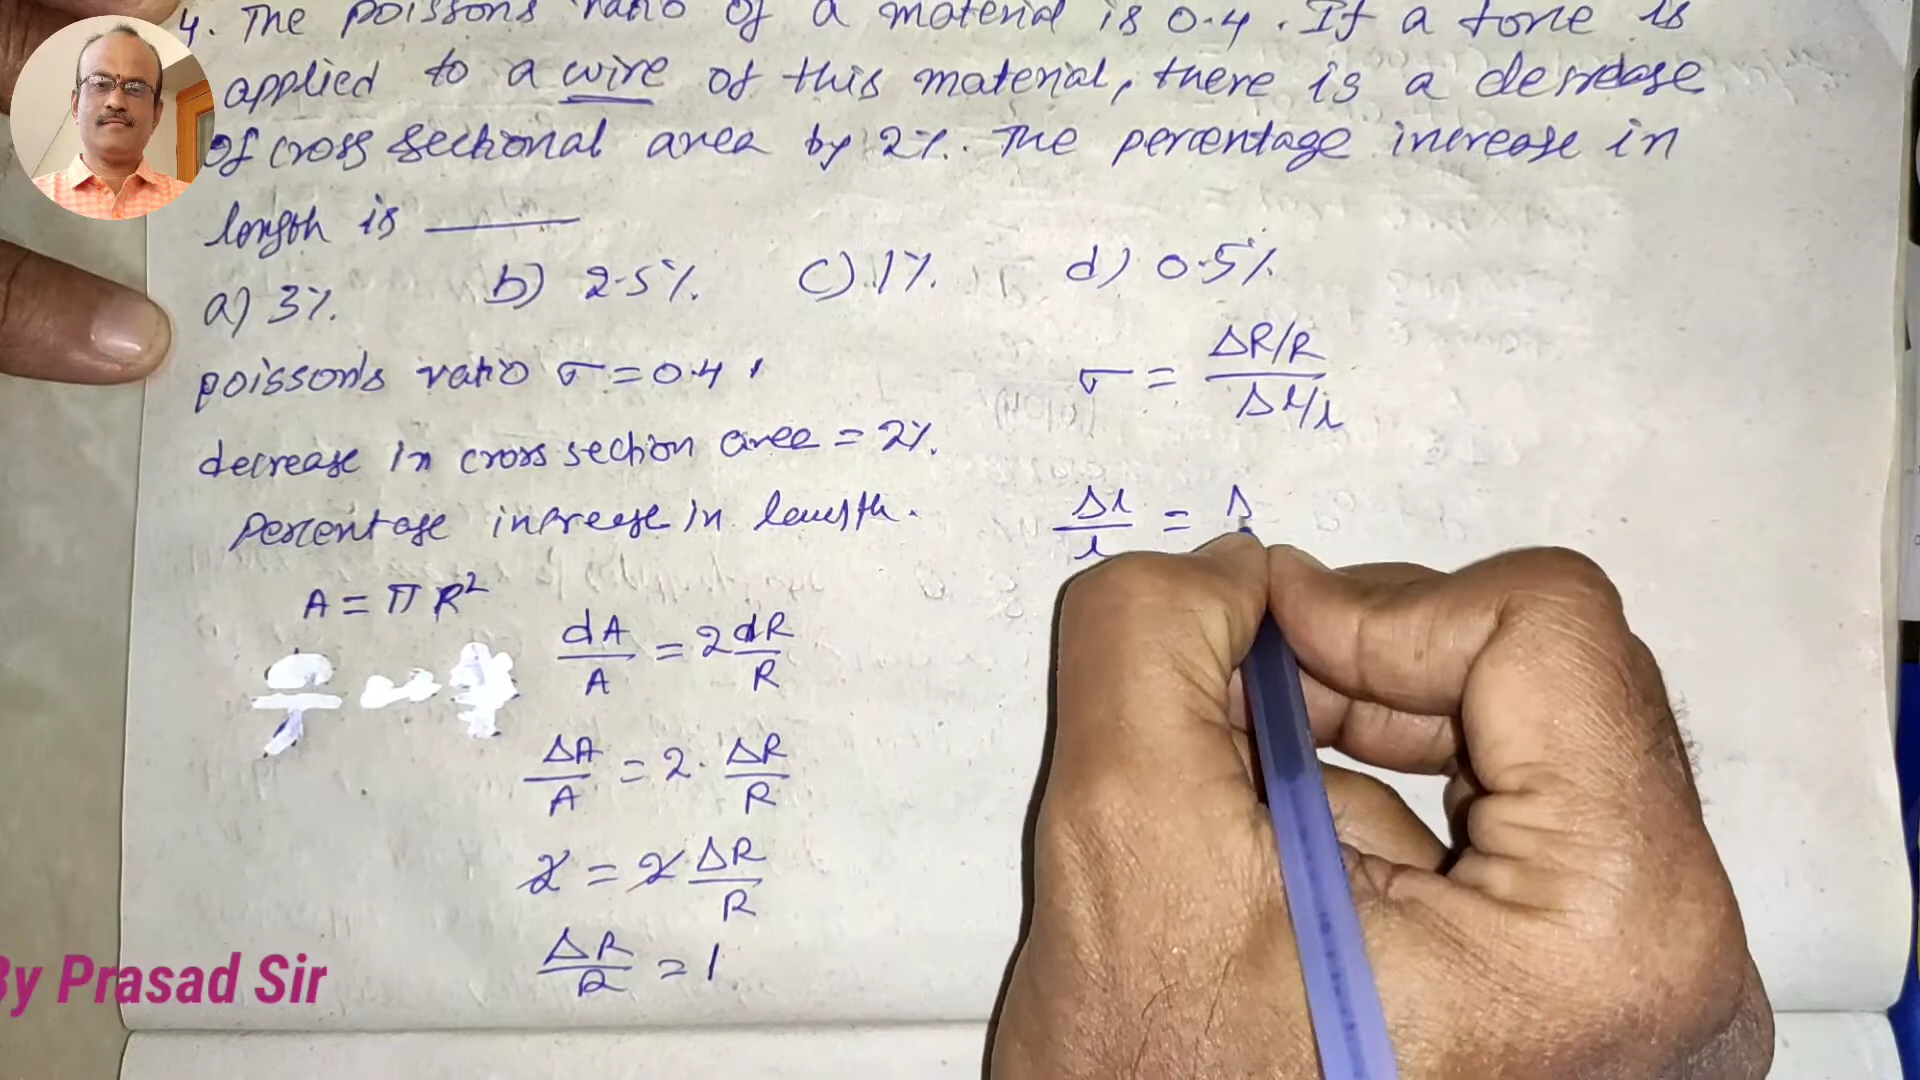 4. The poissons ratio of a material is 0.4. If a force is
applied to a wire of this material, there is a decrease
of cross sectional area by 2%. The percentage increase in
length is ______
a) 3%. b) 2.5%. c) 1%. d) 0.5%.
poissons ratio σ = 0.4
σ = ΔR/R / Δl/l
decrease in cross section area = 2%.
percentage increase in length.
Δl/l = Δ
A = πR²
dA/A = 2 dR/R
ΔA/A = 2 · ΔR/R
2 = 2 ΔR/R
ΔR/R = 1
By Prasad Sir